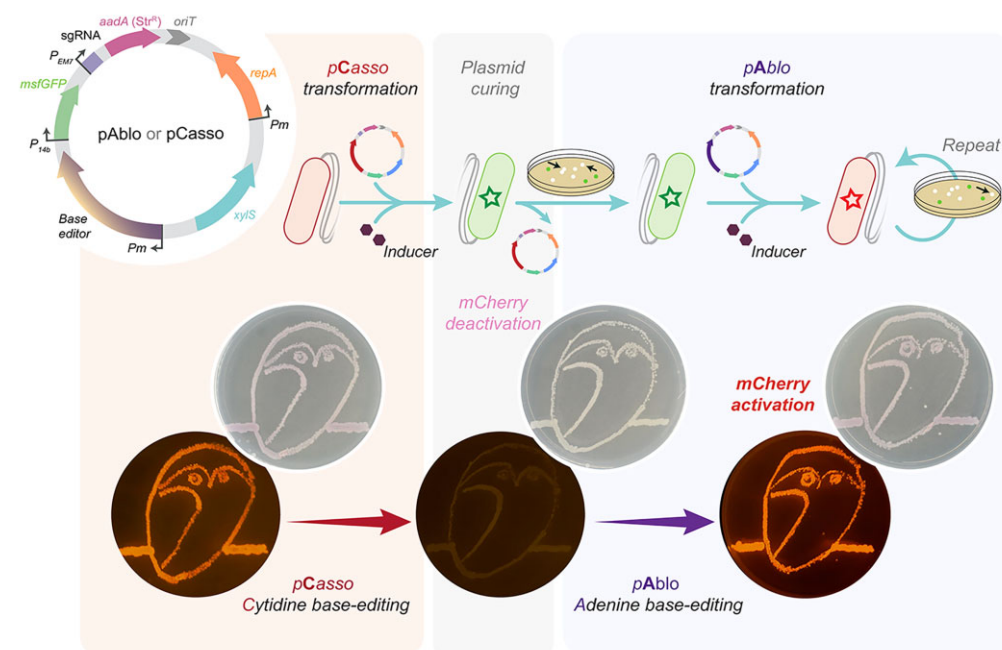 aadA (StrR)
oriT
sgRNA
PEM7
msfGFP
repA
P14b
Pm
pAblo or pCasso
Base
editor
Pm
xylS
pCasso
transformation
Inducer
Plasmid
curing
mCherry
deactivation
pAblo
transformation
Inducer
Repeat
mCherry
activation
pCasso
Cytidine base-editing
pAblo
Adenine base-editing